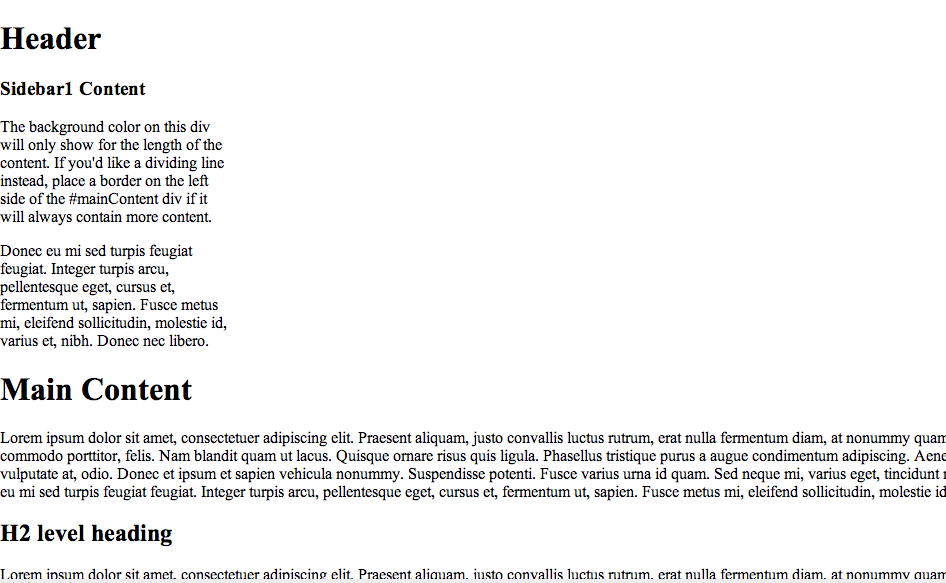 Header
Sidebar1 Content
The background color on this div
will only show for the length of the
content. If you'd like a dividing line
instead, place a border on the left
side of the #mainContent div if it
will always contain more content.
Donec eu mi sed turpis feugiat
feugiat. Integer turpis arcu,
pellentesque eget, cursus et,
fermentum ut, sapien. Fusce metus
mi, eleifend sollicitudin, molestie id,
varius et, nibh. Donec nec libero.
Main Content
Lorem ipsum dolor sit amet, consectetuer adipiscing elit. Praesent aliquam, justo convallis luctus rutrum, erat nulla fermentum diam, at nonummy quam
commodo porttitor, felis. Nam blandit quam ut lacus. Quisque ornare risus quis ligula. Phasellus tristique purus a augue condimentum adipiscing. Aene
vulputate at, odio. Donec et ipsum et sapien vehicula nonummy. Suspendisse potenti. Fusce varius urna id quam. Sed neque mi, varius eget, tincidunt
eu mi sed turpis feugiat feugiat. Integer turpis arcu, pellentesque eget, cursus et, fermentum ut, sapien. Fusce metus mi, eleifend sollicitudin, molestie id
H2 level heading
Lorem ipsum dolor sit amet, consectetuer adipiscing elit. Praesent aliquam, justo convallis luctus rutrum, erat nulla fermentum diam, at nonummy quam